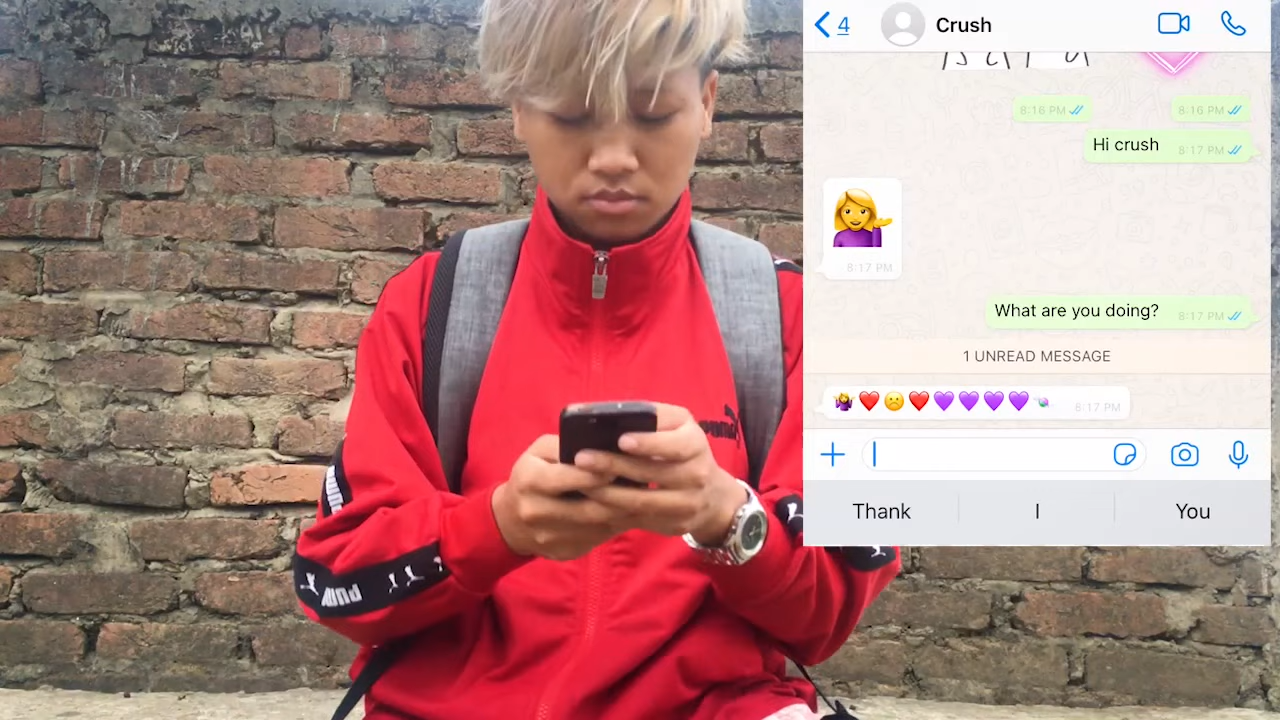 4
Crush
8:16 PM
8:16 PM
Hi crush
8:17 PM
8:17 PM
What are you doing?
8:17 PM
1 UNREAD MESSAGE
8:17 PM
Thank
I
You
PUMA